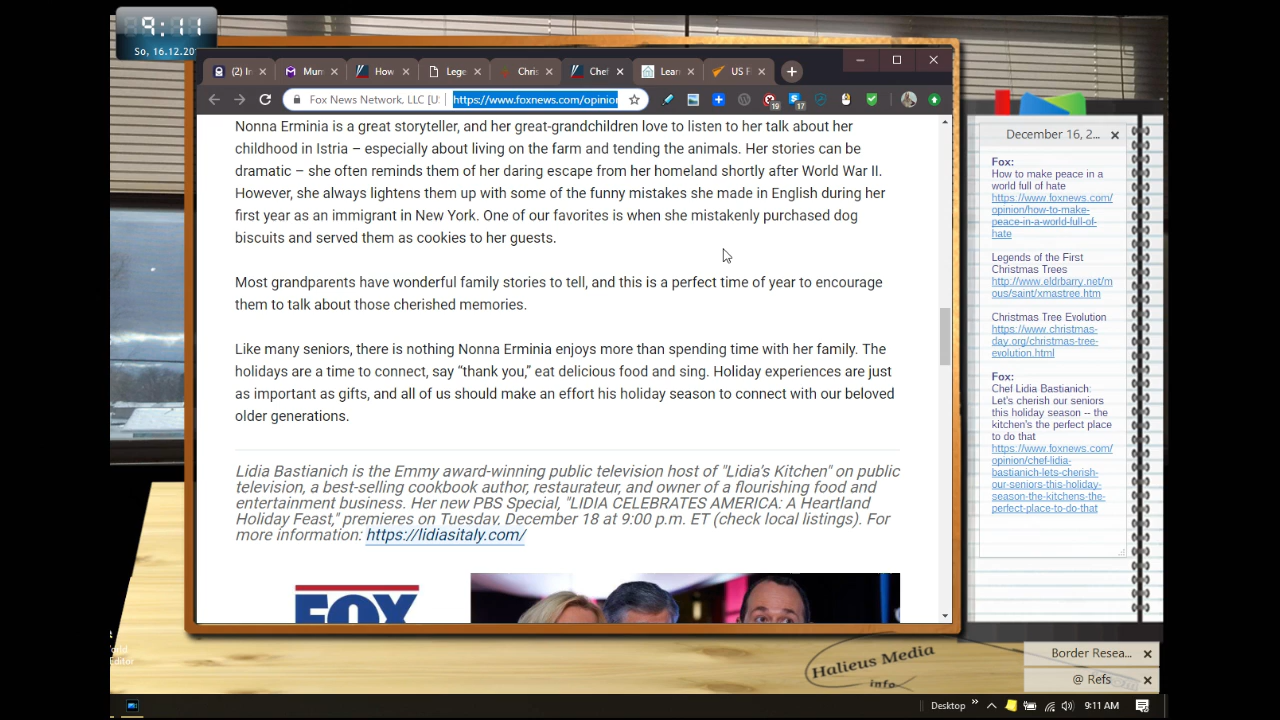 9:11
So, 16.12.20
(2) In
Mun
How
Lege
Chris
Chef
Learn
US F
Fox News Network, LLC [U
https://www.foxnews.com/opinion
19
17
Nonna Erminia is a great storyteller, and her great-grandchildren love to listen to her talk about her
childhood in Istria – especially about living on the farm and tending the animals. Her stories can be
dramatic – she often reminds them of her daring escape from her homeland shortly after World War II.
However, she always lightens them up with some of the funny mistakes she made in English during her
first year as an immigrant in New York. One of our favorites is when she mistakenly purchased dog
biscuits and served them as cookies to her guests.
Most grandparents have wonderful family stories to tell, and this is a perfect time of year to encourage
them to talk about those cherished memories.
Like many seniors, there is nothing Nonna Erminia enjoys more than spending time with her family. The
holidays are a time to connect, say “thank you,” eat delicious food and sing. Holiday experiences are just
as important as gifts, and all of us should make an effort his holiday season to connect with our beloved
older generations.
Lidia Bastianich is the Emmy award-winning public television host of "Lidia's Kitchen" on public
television, a best-selling cookbook author, restaurateur, and owner of a flourishing food and
entertainment business. Her new PBS Special, "LIDIA CELEBRATES AMERICA: A Heartland
Holiday Feast," premieres on Tuesday, December 18 at 9:00 p.m. ET (check local listings). For
more information: https://lidiasitaly.com/
FOX
December 16, 2...
Fox:
How to make peace in a
world full of hate
https://www.foxnews.com/
opinion/how-to-make-
peace-in-a-world-full-of-
hate
Legends of the First
Christmas Trees
http://www.eldrbarry.net/m
ous/saint/xmastree.htm
Christmas Tree Evolution
https://www.christmas-
day.org/christmas-tree-
evolution.html
Fox:
Chef Lidia Bastianich:
Let's cherish our seniors
this holiday season -- the
kitchen's the perfect place
to do that
https://www.foxnews.com/
opinion/chef-lidia-
bastianich-lets-cherish-
our-seniors-this-holiday-
season-the-kitchens-the-
perfect-place-to-do-that
Halieus Media
info
Border Resea...
@ Refs
orld
Editor
Desktop
9:11 AM